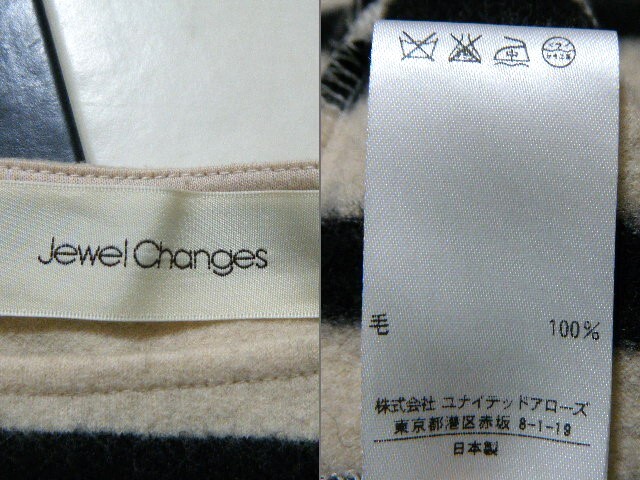 Jewel Changes
中
毛 100%
株式会社 ユナイテッドアローズ
東京都港区赤坂 8-1-19
日本製